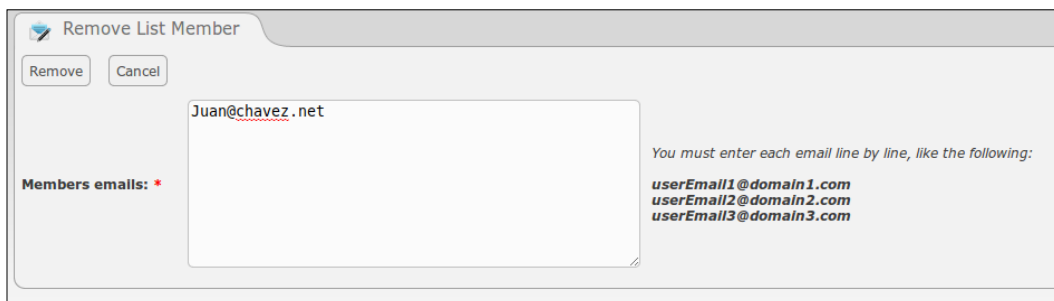 Remove List Member
Remove
Cancel
Juan@chavez.net
Members emails: *
You must enter each email line by line, like the following:
userEmail1@domain1.com
userEmail2@domain2.com
userEmail3@domain3.com